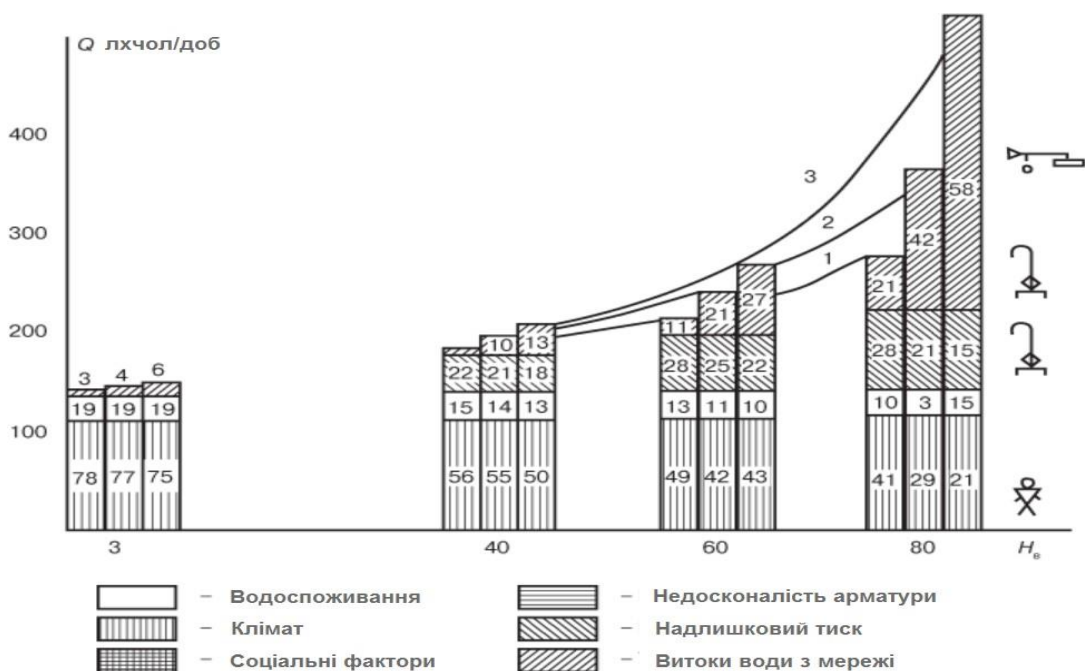 Q лхчол/доб
400
300
200
100
3 4 6
19 19 19
78 77 75
10 13
22 21 18
15 14 13
56 55 50
11 21 27
28 25 22
13 11 10
49 42 43
3
2
1
21 42 58
28 21 15
10 3 15
41 29 21
3 40 60 80 Hв
– Водоспоживання
– Клімат
– Соціальні фактори
– Недосконалість арматури
– Надлишковий тиск
– Витоки води з мережі